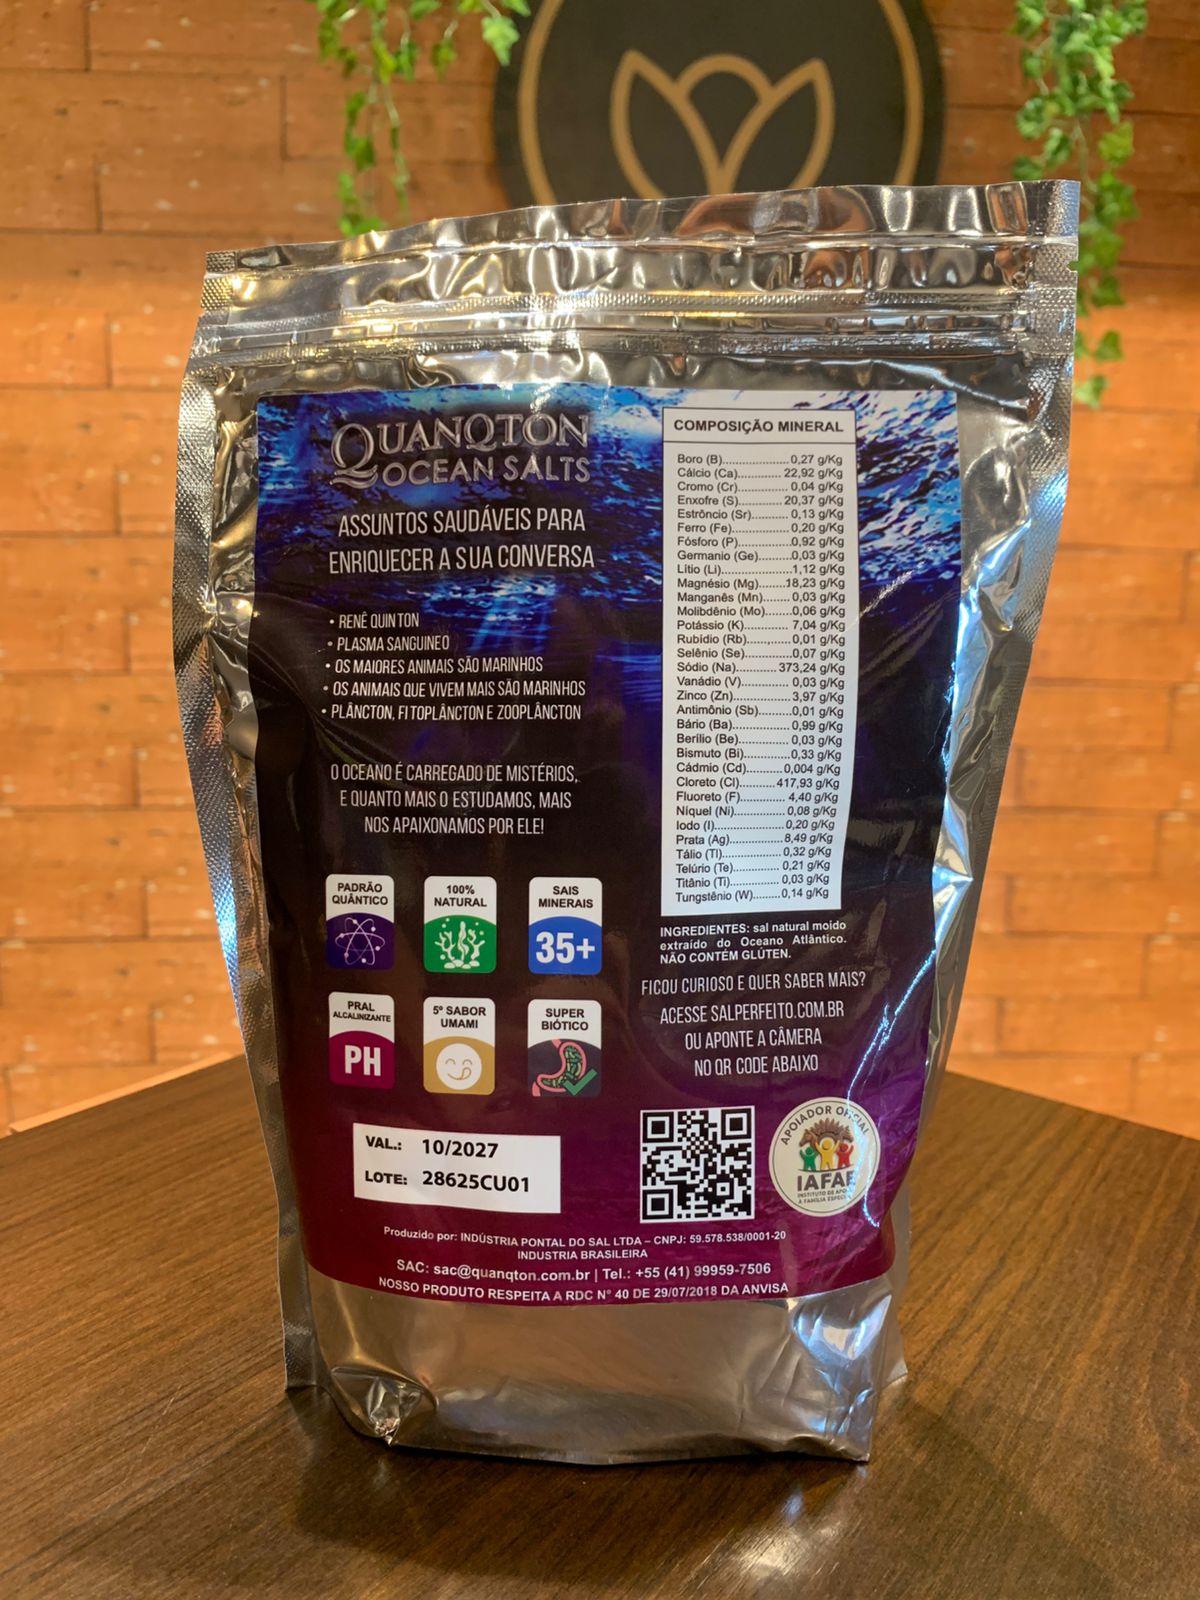 QUANQTON
OCEAN SALTS
ASSUNTOS SAUDÁVEIS PARA
ENRIQUECER A SUA CONVERSA
• RENÊ QUINTON
• PLASMA SANGUINEO
• OS MAIORES ANIMAIS SÃO MARINHOS
• OS ANIMAIS QUE VIVEM MAIS SÃO MARINHOS
• PLÂNCTON, FITOPLÂNCTON E ZOOPLÂNCTON
O OCEANO É CARREGADO DE MISTÉRIOS,
E QUANTO MAIS O ESTUDAMOS, MAIS
NOS APAIXONAMOS POR ELE!
PADRÃO
QUÂNTICO
100%
NATURAL
SAIS
MINERAIS
35+
PRAL
ALCALINIZANTE
PH
5º SABOR
UMAMI
SUPER
BIÓTICO
VAL.: 10/2027
LOTE: 28625CU01
COMPOSIÇÃO MINERAL
Boro (B)....................0,27 g/Kg
Cálcio (Ca)............. 22,92 g/Kg
Cromo (Cr)............... 0,04 g/Kg
Enxofre (S).............. 20,37 g/Kg
Estrôncio (Sr)........... 0,13 g/Kg
Ferro (Fe)................. 0,20 g/Kg
Fósforo (P)................0,92 g/Kg
Germanio (Ge)..........0,03 g/Kg
Lítio (Li).....................1,12 g/Kg
Magnésio (Mg)........18,23 g/Kg
Manganês (Mn)........ 0,03 g/Kg
Molibdênio (Mo)........0,06 g/Kg
Potássio (K)............. 7,04 g/Kg
Rubídio (Rb)............. 0,01 g/Kg
Selênio (Se)..............0,07 g/Kg
Sódio (Na)............ 373,24 g/Kg
Vanádio (V).............. 0,03 g/Kg
Zinco (Zn)................. 3,97 g/Kg
Antimônio (Sb)..........0,01 g/Kg
Bário (Ba)................. 0,99 g/Kg
Berílio (Be)............... 0,03 g/Kg
Bismuto (Bi)..............0,33 g/Kg
Cádmio (Cd)...........0,004 g/Kg
Cloreto (Cl)...........417,93 g/Kg
Fluoreto (F).............. 4,40 g/Kg
Níquel (Ni)................ 0,08 g/Kg
Iodo (I)...................... 0,20 g/Kg
Prata (Ag)................. 8,49 g/Kg
Tálio (Tl)................... 0,32 g/Kg
Telúrio (Te)...............0,21 g/Kg
Titânio (Ti)............... 0,03 g/Kg
Tungstênio (W)........0,14 g/Kg
INGREDIENTES: sal natural moido
extraído do Oceano Atlântico.
NÃO CONTÉM GLÚTEN.
FICOU CURIOSO E QUER SABER MAIS?
ACESSE SALPERFEITO.COM.BR
OU APONTE A CÂMERA
NO QR CODE ABAIXO
APOIADOR OFICIAL
IAFAE
INSTITUTO DE APOIO
À FAMÍLIA ESPECIAL
Produzido por: INDÚSTRIA PONTAL DO SAL LTDA – CNPJ: 59.578.538/0001-20
INDUSTRIA BRASILEIRA
SAC: sac@quanqton.com.br | Tel.: +55 (41) 99959-7506
NOSSO PRODUTO RESPEITA A RDC N° 40 DE 29/07/2018 DA ANVISA